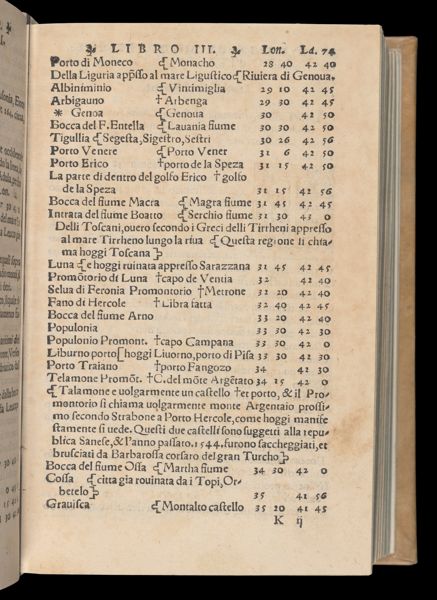 LIBRO III. Lon. La. 74
Porto di Moneco Monacho 28 40 42 40
Della Liguria appisso al mare Ligustico Riuiera di Genoua.
Albiniminio Vintimiglia 29 10 42 45
Arbigauno † Arbenga 29 30 42 45
* Genoa Genoua 30 42 50
Bocca del F. Entella Lauania fiume 30 30 42 50
Tigullia Segesta, Sigestro, Sestri 30 26 42 56
Porto Venere Porto Vener 31 6 42 50
Porto Erico † porto de la Speza 31 15 42 50
La parte di dentro del golfo Erico † golfo
de la Speza 31 15 42 56
Bocca del fiume Macra Magra fiume 31 45 42 45
Intrata del fiume Boatto Serchio fiume 31 30 43 0
Delli Toscani, ouero secondo i Greci delli Tirrheni appresso
al mare Tirrheno lungo la riua Questa regione si chia-
ma hoggi Toscana
Luna e hoggi ruinata appresso Sarazzana 31 45 42 45
Promōtorio di Luna † capo de Ventia 32 42 40
Selua di Feronia Promontorio † Metrone 32 20 42 40
Fano di Hercole † Libra fatta 32 40 42 45
Bocca del fiume Arno 33 20 42 40
Populonia 33 30 42 30
Populonio Promont. † capo Campana 33 30 42 0
Liburno porto [hoggi Liuorno, porto di Pisa 33 30 42 30
Porto Traiano † porto Fangozo 34 42 30
Telamone Promōt. † C. del mōte Argētato 34 15 42 0
Talamone e uolgarmente un castello † et porto, & il Pro-
montorio si chiama uolgarmente monte Argentaio prossi-
mo secondo Strabone a Porto Hercole, come hoggi manife
stamente si uede. Questi due castelli sono suggetti alla repu-
blica Sanese, & l'anno passato. 1544. furono saccheggiati, et
brusciati da Barbarossa corsaro del gran Turcho
Bocca del fiume Ossa Martha fiume 34 30 42 0
Cossa citta gia rouinata da i Topi, Or-
betelo 35 41 56
Grauisca Montalto castello 35 20 41 45
K ij